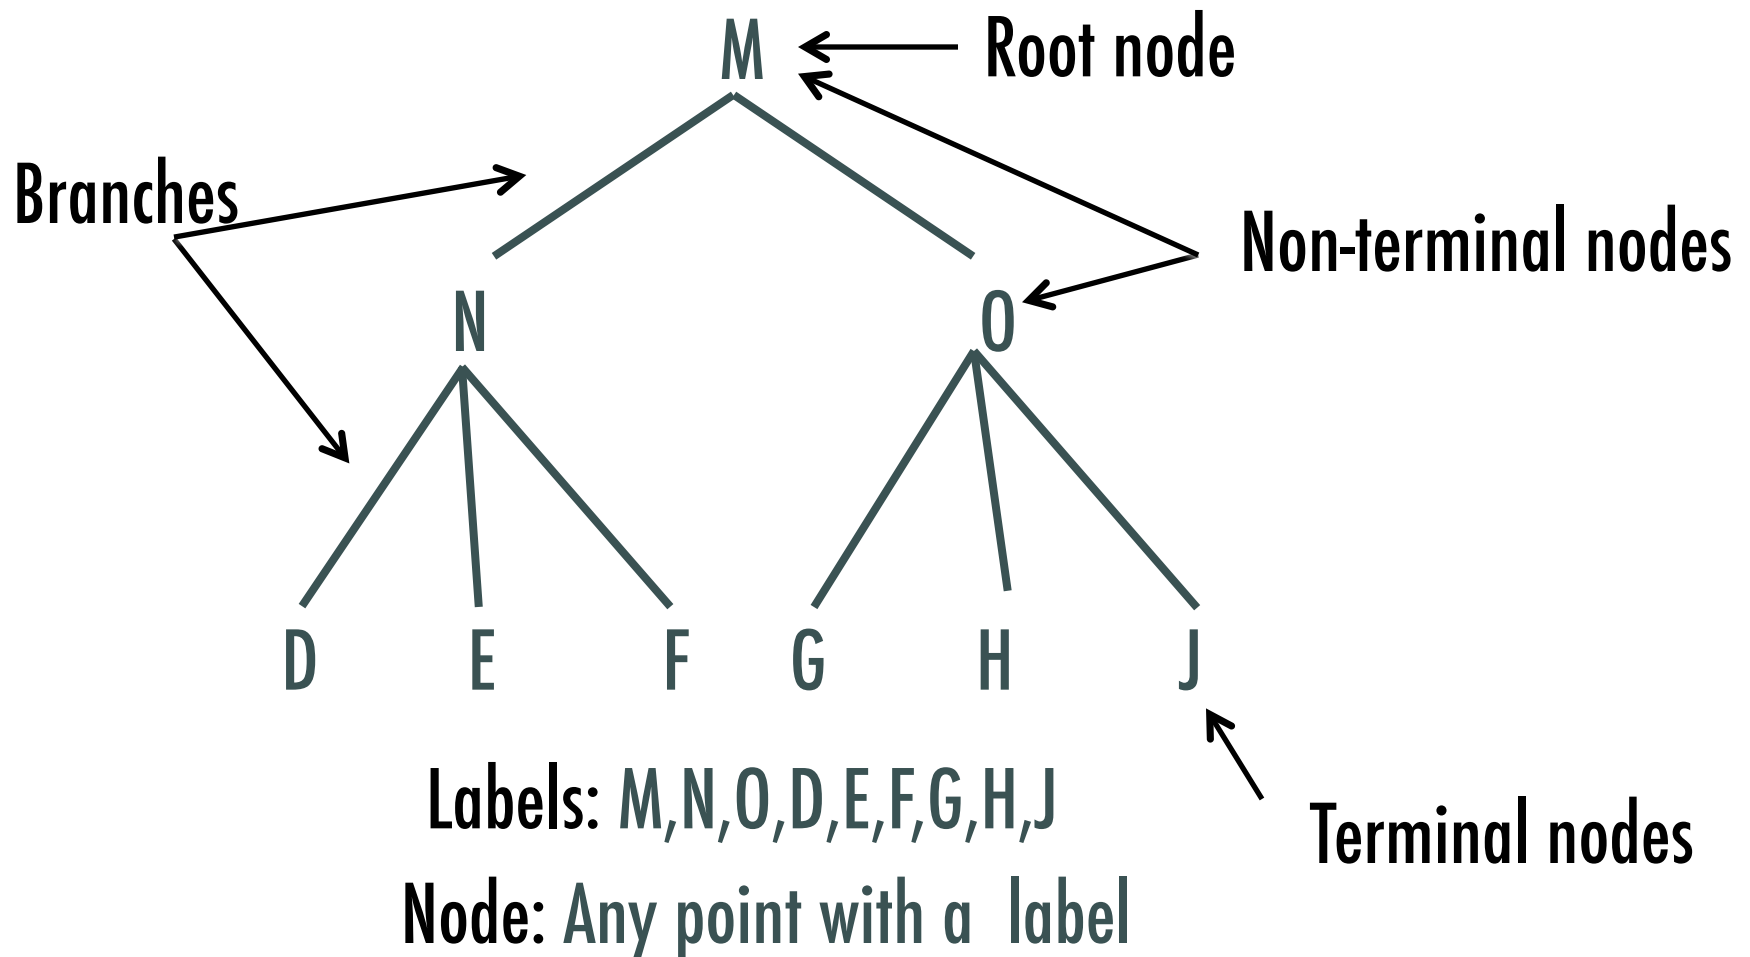 M
Root node
Branches
Non-terminal nodes
N
O
D E F G H J
Labels: M,N,O,D,E,F,G,H,J
Terminal nodes
Node: Any point with a label